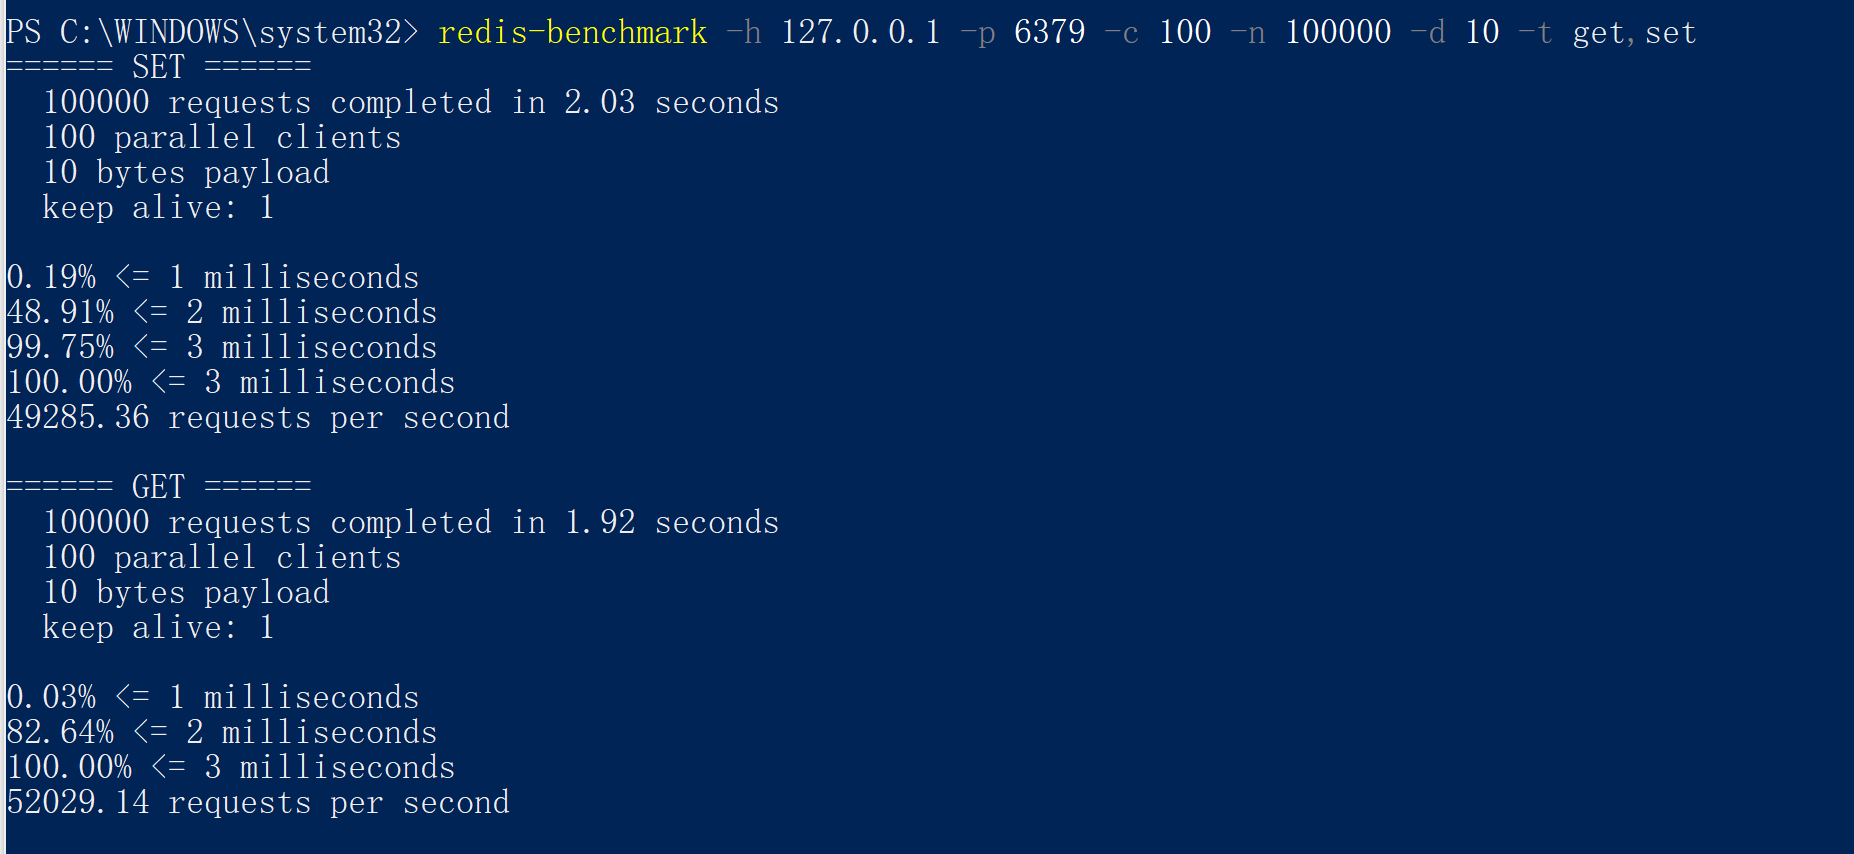 PS C:\WINDOWS\system32> redis-benchmark -h 127.0.0.1 -p 6379 -c 100 -n 100000 -d 10 -t get,set
====== SET ======
  100000 requests completed in 2.03 seconds
  100 parallel clients
  10 bytes payload
  keep alive: 1

0.19% <= 1 milliseconds
48.91% <= 2 milliseconds
99.75% <= 3 milliseconds
100.00% <= 3 milliseconds
49285.36 requests per second

====== GET ======
  100000 requests completed in 1.92 seconds
  100 parallel clients
  10 bytes payload
  keep alive: 1

0.03% <= 1 milliseconds
82.64% <= 2 milliseconds
100.00% <= 3 milliseconds
52029.14 requests per second